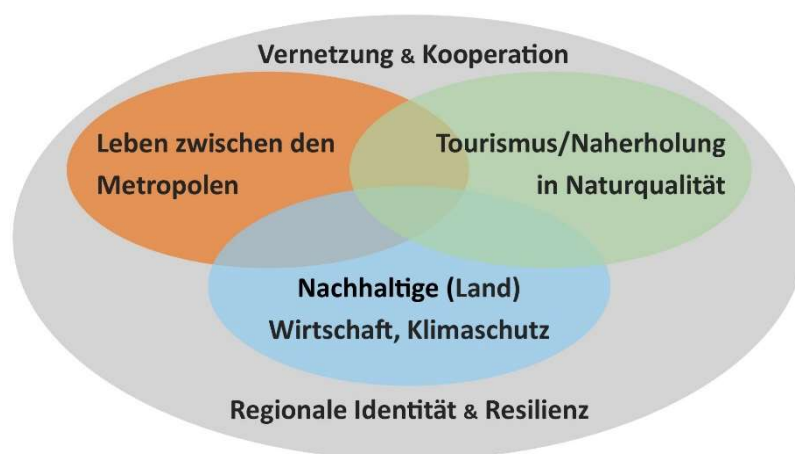 Vernetzung & Kooperation
Leben zwischen den
Metropolen
Tourismus/Naherholung
in Naturqualität
Nachhaltige (Land)
Wirtschaft, Klimaschutz
Regionale Identität & Resilienz